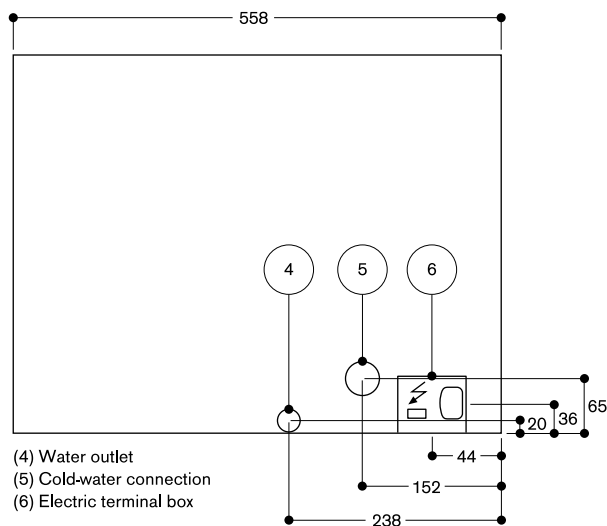 558
4 5 6
65
36
20
(4) Water outlet
44
(5) Cold-water connection
152
(6) Electric terminal box
238